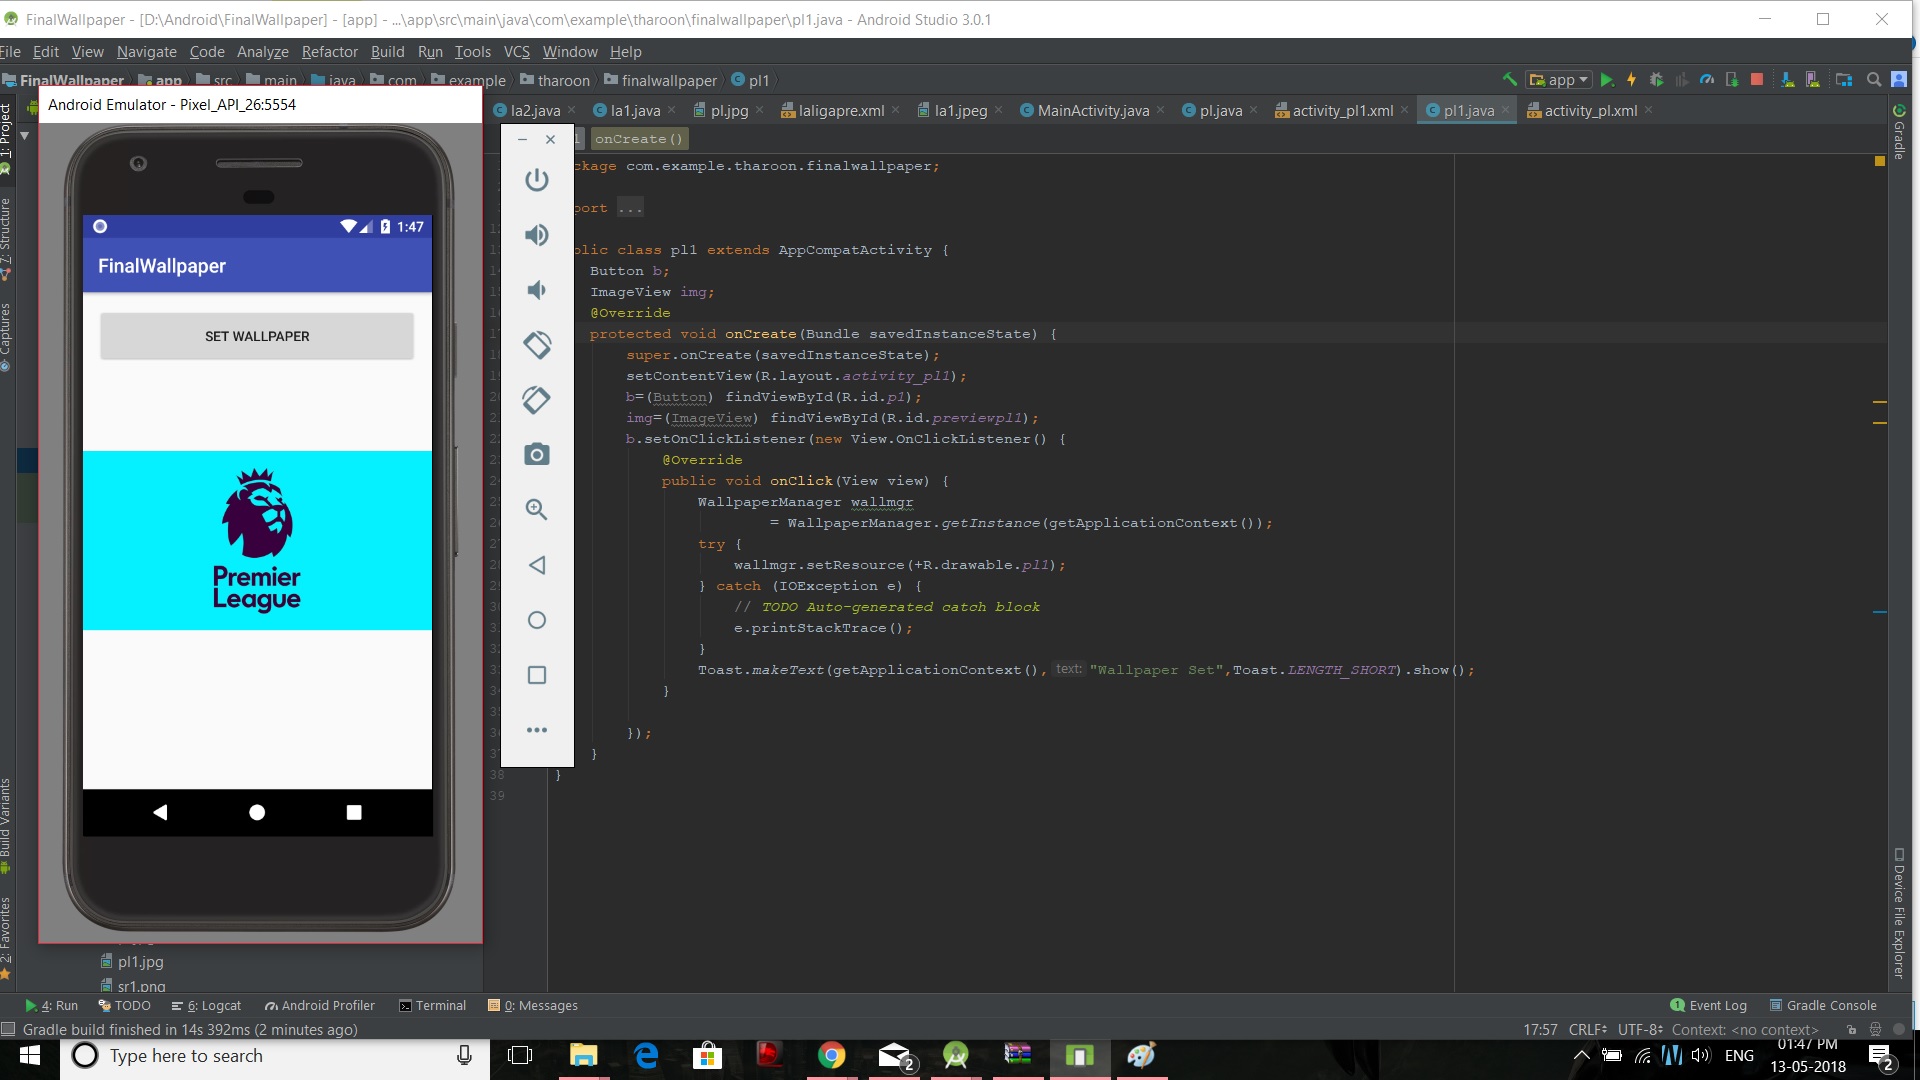 FinalWallpaper - [D:\Android\FinalWallpaper] - [app] - ...\app\src\main\java\com\example\tharoon\finalwallpaper\pl1.java - Android Studio 3.0.1
File Edit View Navigate Code Analyze Refactor Build Run Tools VCS Window Help
FinalWallpaper app src main java com example tharoon finalwallpaper pl1
app
Android Emulator - Pixel_API_26:5554
la2.java la1.java pl.jpg laligapre.xml la1.jpeg MainActivity.java pl.java activity_pl1.xml pl1.java activity_pl.xml
onCreate()
1: Project
7: Structure
Captures
Build Variants
2: Favorites
Gradle
Device File Explorer
1:47
FinalWallpaper
SET WALLPAPER
Premier
League
ckage com.example.tharoon.finalwallpaper;
port ...
blic class pl1 extends AppCompatActivity {
Button b;
ImageView img;
@Override
protected void onCreate(Bundle savedInstanceState) {
super.onCreate(savedInstanceState);
setContentView(R.layout.activity_pl1);
b=(Button) findViewById(R.id.p1);
img=(ImageView) findViewById(R.id.previewpl1);
b.setOnClickListener(new View.OnClickListener() {
@Override
public void onClick(View view) {
WallpaperManager wallmgr
= WallpaperManager.getInstance(getApplicationContext());
try {
wallmgr.setResource(+R.drawable.pl1);
} catch (IOException e) {
// TODO Auto-generated catch block
e.printStackTrace();
}
Toast.makeText(getApplicationContext(), text: "Wallpaper Set",Toast.LENGTH_SHORT).show();
}
});
}
38 }
39
pl1.jpg
sr1.png
4: Run TODO 6: Logcat Android Profiler Terminal 0: Messages 1 Event Log Gradle Console
Gradle build finished in 14s 392ms (2 minutes ago) 17:57 CRLF UTF-8 Context: <no context>
Type here to search
2
ENG
01:47 PM
13-05-2018
2